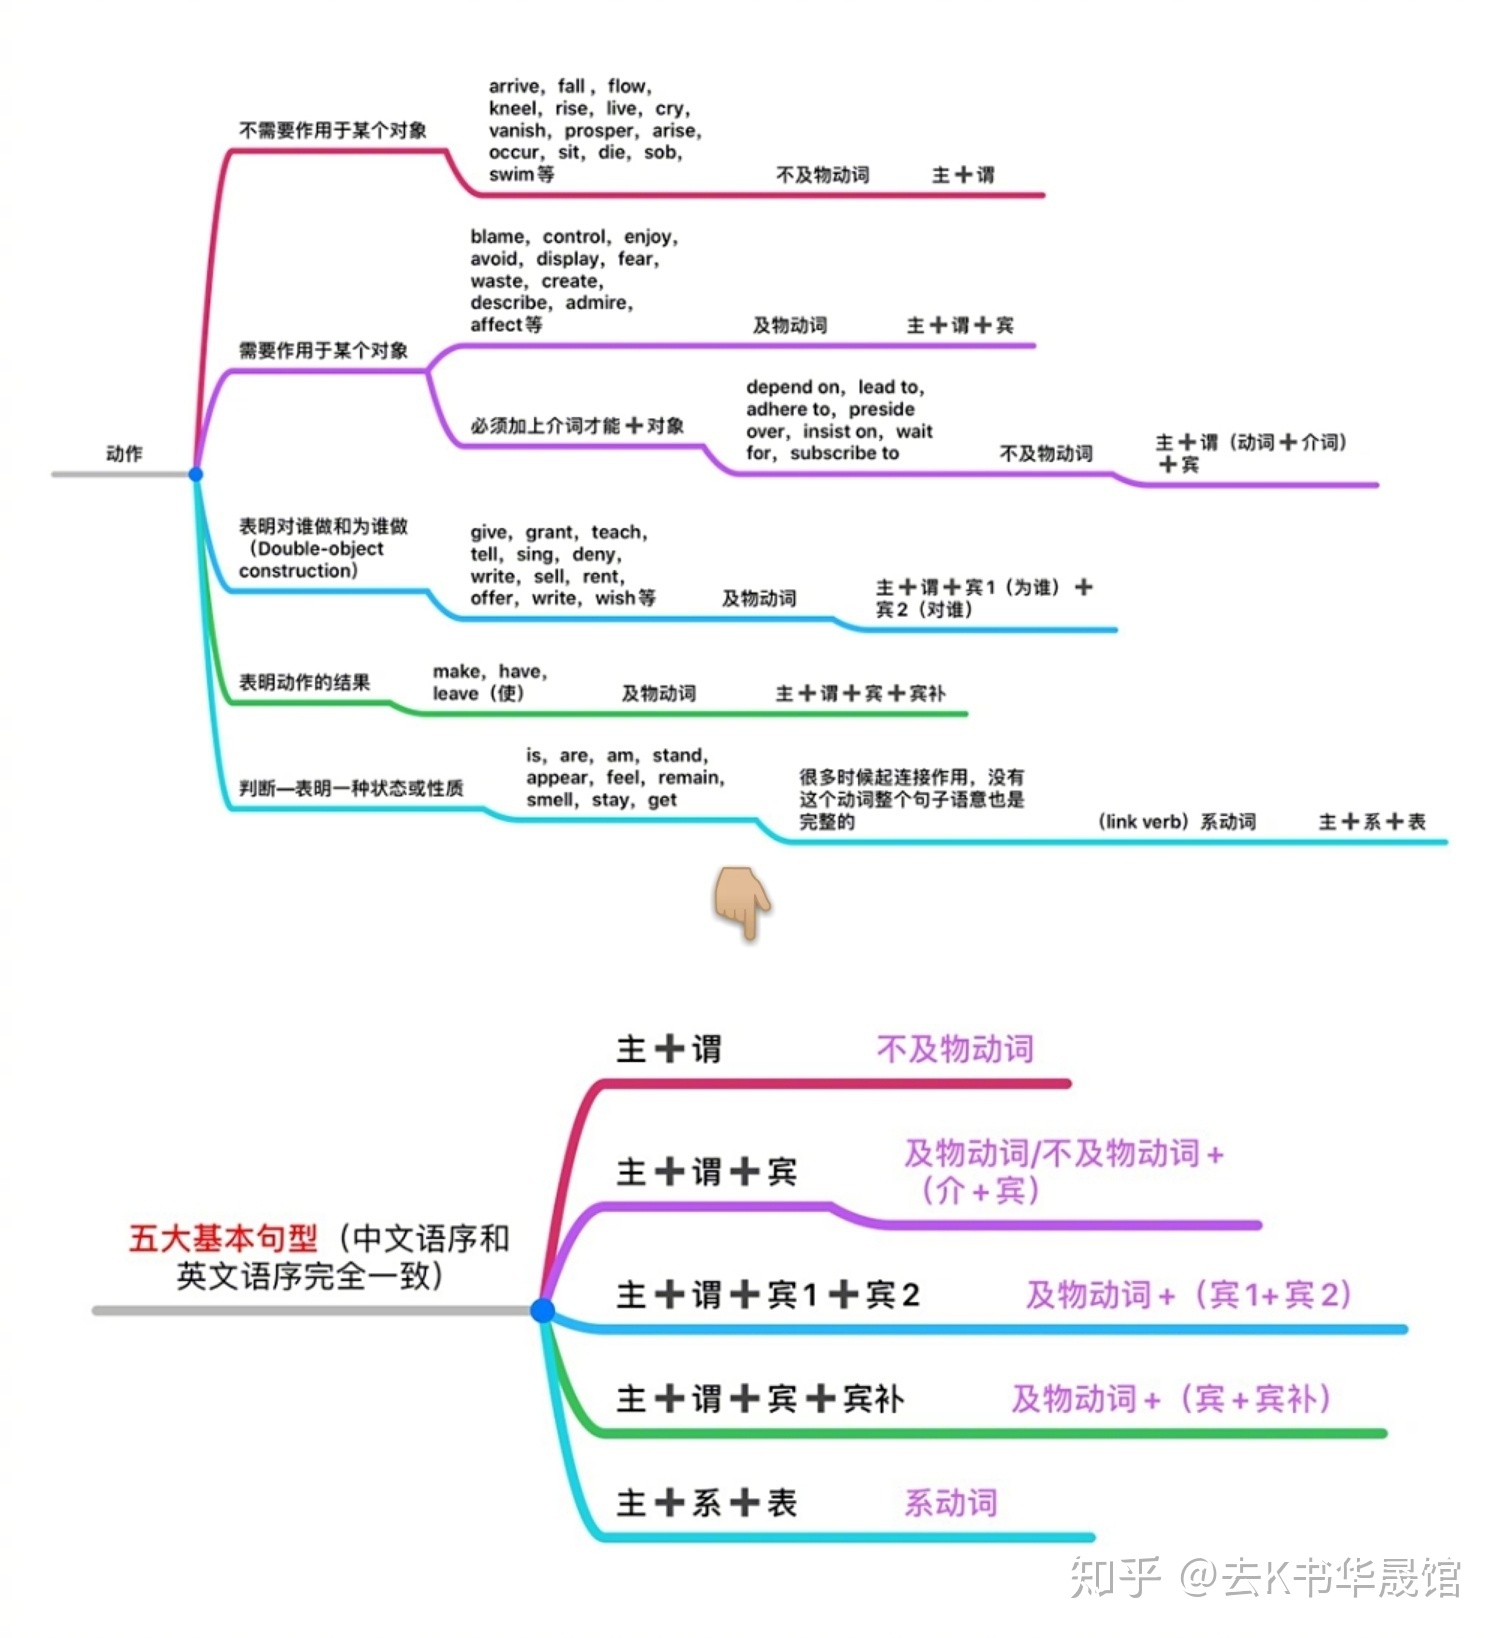 arrive，fall，flow，
kneel，rise，live，cry，
vanish，prosper，arise，
occur，sit，die，sob，
swim等
不需要作用于某个对象
不及物动词
主➕谓
blame，control，enjoy，
avoid，display，fear，
waste，create，
describe，admire，
affect等
及物动词
主➕谓➕宾
需要作用于某个对象
必须加上介词才能➕对象
depend on，lead to，
adhere to，preside
over，insist on，wait
for，subscribe to
不及物动词
主➕谓（动词➕介词）
➕宾
动作
表明对谁做和为谁做
（Double-object
construction）
give，grant，teach，
tell，sing，deny，
write，sell，rent，
offer，write，wish等
及物动词
主➕谓➕宾1（为谁）➕
宾2（对谁）
表明动作的结果
make，have，
leave（使）
及物动词
主➕谓➕宾➕宾补
判断—表明一种状态或性质
is，are，am，stand，
appear，feel，remain，
smell，stay，get
很多时候起连接作用，没有
这个动词整个句子语意也是
完整的
（link verb）系动词
主➕系➕表
五大基本句型（中文语序和
英文语序完全一致）
主➕谓
不及物动词
主➕谓➕宾
及物动词/不及物动词+
（介+宾）
主➕谓➕宾1➕宾2
及物动词+（宾1+宾2）
主➕谓➕宾➕宾补
及物动词+（宾+宾补）
主➕系➕表
系动词
知乎 @去K书华晟馆